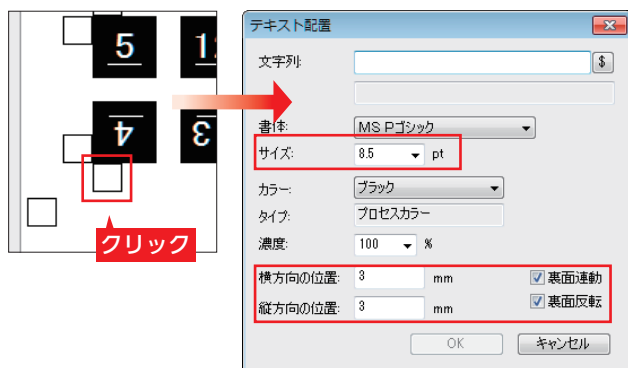 5
12
4
3
クリック
テキスト配置
文字列:
$
書体:
MS Pゴシック
サイズ:
8.5
pt
カラー:
ブラック
タイプ:
プロセスカラー
濃度:
100
%
横方向の位置:
3
mm
裏面連動
縦方向の位置:
3
mm
裏面反転
OK
キャンセル